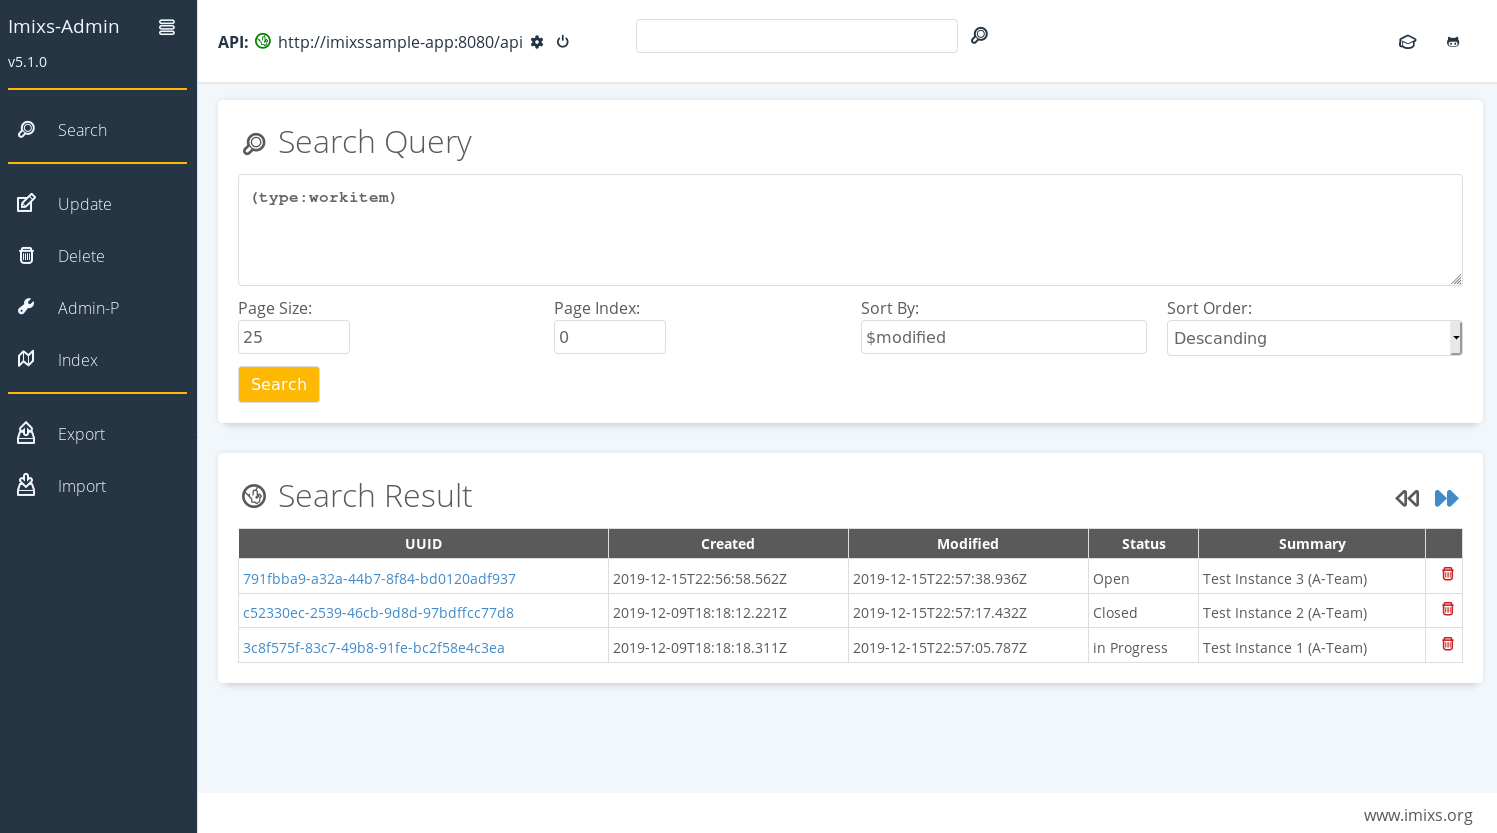 Imixs-Admin
v5.1.0
Search
Update
Delete
Admin-P
Index
Export
Import
API: http://imixssample-app:8080/api
Search Query
(type:workitem)
Page Size: Page Index: Sort By: Sort Order:
25 0 $modified Descanding
Search
Search Result
UUID Created Modified Status Summary
791fbba9-a32a-44b7-8f84-bd0120adf937 2019-12-15T22:56:58.562Z 2019-12-15T22:57:38.936Z Open Test Instance 3 (A-Team)
c52330ec-2539-46cb-9d8d-97bdffcc77d8 2019-12-09T18:18:12.221Z 2019-12-15T22:57:17.432Z Closed Test Instance 2 (A-Team)
3c8f575f-83c7-49b8-91fe-bc2f58e4c3ea 2019-12-09T18:18:18.311Z 2019-12-15T22:57:05.787Z in Progress Test Instance 1 (A-Team)
www.imixs.org